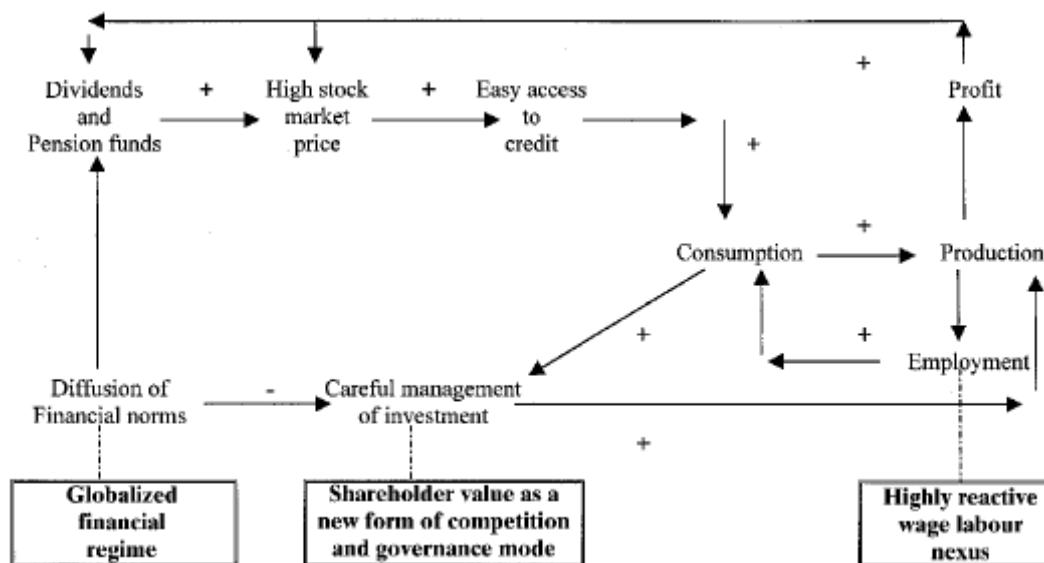 +
Dividends
and
Pension funds
+
High stock
market
price
+
Easy access
to
credit
Profit
+
Consumption
+
Production
+
+
Employment
Diffusion of
Financial norms
-
Careful management
of investment
+
Globalized
financial
regime
Shareholder value as a
new form of competition
and governance mode
Highly reactive
wage labour
nexus